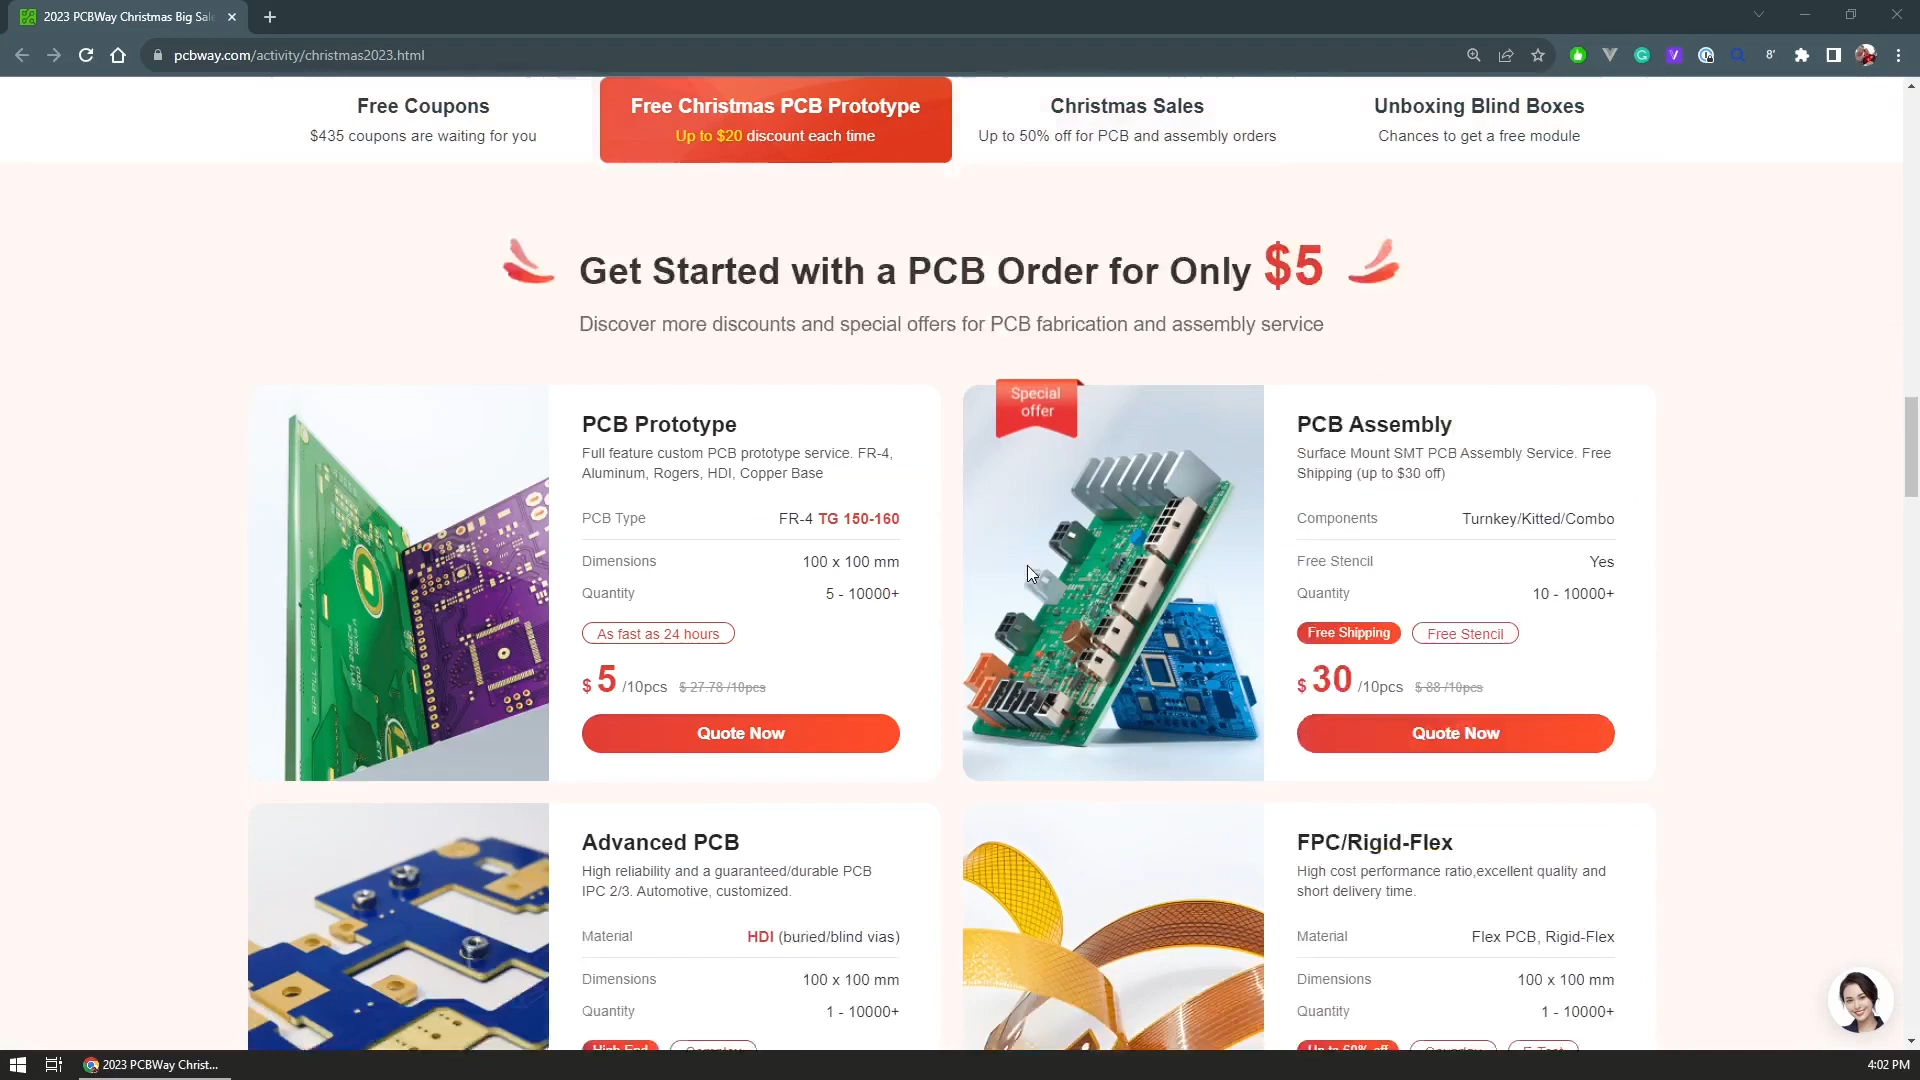 2023 PCBWay Christmas Big Sale
pcbway.com/activity/christmas2023.html
Free Coupons
$435 coupons are waiting for you
Free Christmas PCB Prototype
Up to $20 discount each time
Christmas Sales
Up to 50% off for PCB and assembly orders
Unboxing Blind Boxes
Chances to get a free module
Get Started with a PCB Order for Only $5
Discover more discounts and special offers for PCB fabrication and assembly service
PCB Prototype
Full feature custom PCB prototype service. FR-4,
Aluminum, Rogers, HDI, Copper Base
PCB Type FR-4 TG 150-160
Dimensions 100 x 100 mm
Quantity 5 - 10000+
As fast as 24 hours
$ 5 /10pcs $ 27.78 /10pcs
Quote Now
Special
offer
PCB Assembly
Surface Mount SMT PCB Assembly Service. Free
Shipping (up to $30 off)
Components Turnkey/Kitted/Combo
Free Stencil Yes
Quantity 10 - 10000+
Free Shipping Free Stencil
$ 30 /10pcs $ 88 /10pcs
Quote Now
Advanced PCB
High reliability and a guaranteed/durable PCB
IPC 2/3. Automotive, customized.
Material HDI (buried/blind vias)
Dimensions 100 x 100 mm
Quantity 1 - 10000+
High End
FPC/Rigid-Flex
High cost performance ratio,excellent quality and
short delivery time.
Material Flex PCB, Rigid-Flex
Dimensions 100 x 100 mm
Quantity 1 - 10000+
2023 PCBWay Christ...
4:02 PM